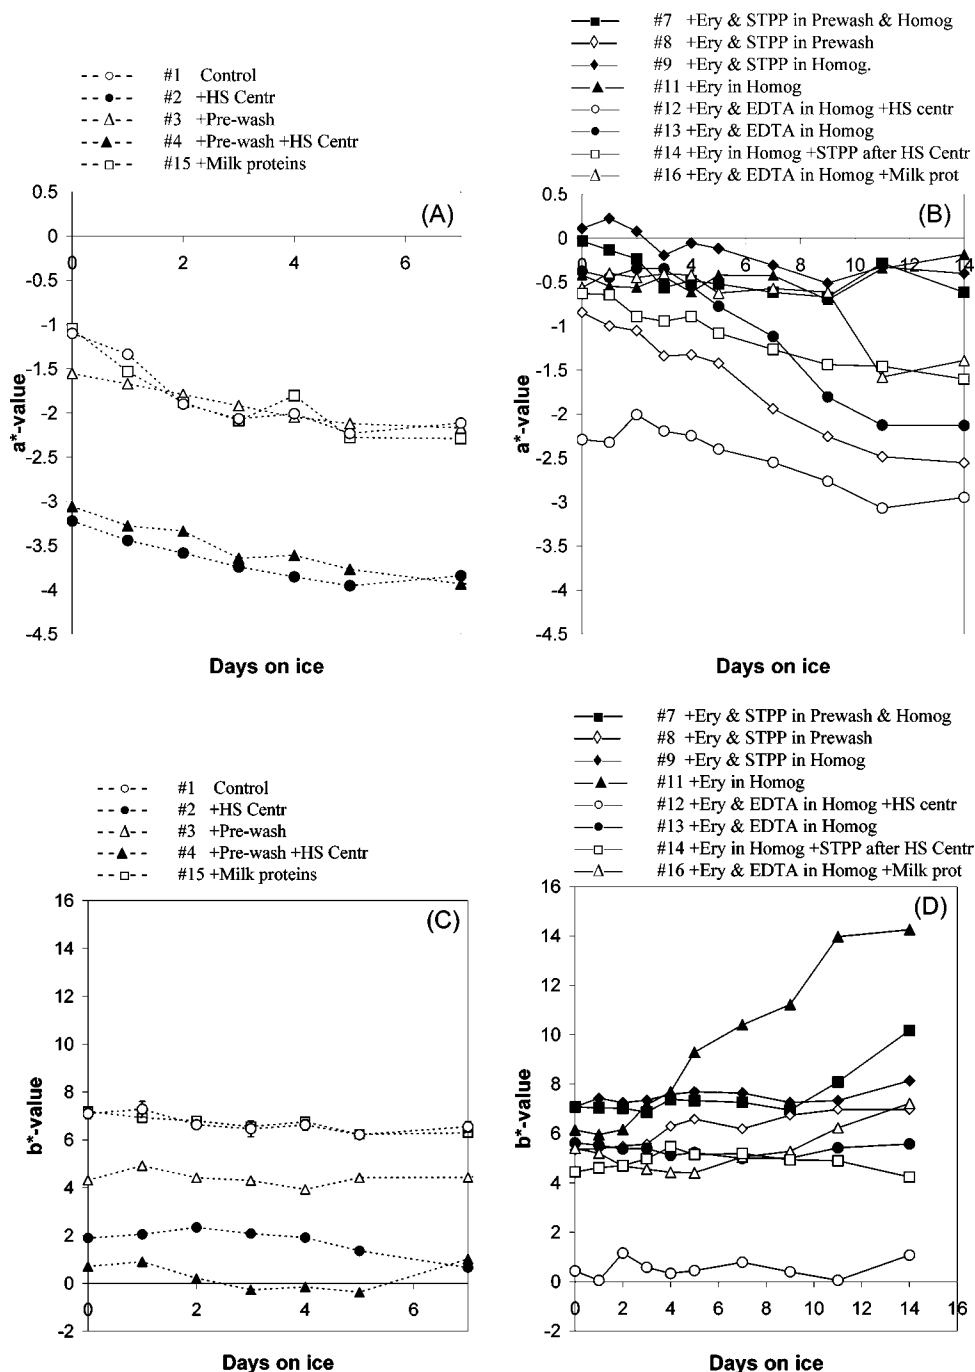 #1 Control
#2 +HS Centr
#3 +Pre-wash
#4 +Pre-wash +HS Centr
#15 +Milk proteins
#7 +Ery & STPP in Prewash & Homog
#8 +Ery & STPP in Prewash
#9 +Ery & STPP in Homog.
#11 +Ery in Homog
#12 +Ery & EDTA in Homog +HS centr
#13 +Ery & EDTA in Homog
#14 +Ery in Homog +STPP after HS Centr
#16 +Ery & EDTA in Homog +Milk prot
(A)
0.5
0
-0.5
-1
-1.5
-2
-2.5
-3
-3.5
-4
-4.5
0 2 4 6
a*-value
Days on ice
(B)
0.5
0
-0.5
-1
-1.5
-2
-2.5
-3
-3.5
-4
-4.5
0 2 4 6 8 10 12 14
a*-value
Days on ice
#1 Control
#2 +HS Centr
#3 +Pre-wash
#4 +Pre-wash +HS Centr
#15 +Milk proteins
#7 +Ery & STPP in Prewash & Homog
#8 +Ery & STPP in Prewash
#9 +Ery & STPP in Homog
#11 +Ery in Homog
#12 +Ery & EDTA in Homog +HS centr
#13 +Ery & EDTA in Homog
#14 +Ery in Homog +STPP after HS Centr
#16 +Ery & EDTA in Homog +Milk prot
(C)
16
14
12
10
8
6
4
2
0
-2
0 2 4 6
b*-value
Days on ice
(D)
16
14
12
10
8
6
4
2
0
-2
0 2 4 6 8 10 12 14 16
b*-value
Days on ice